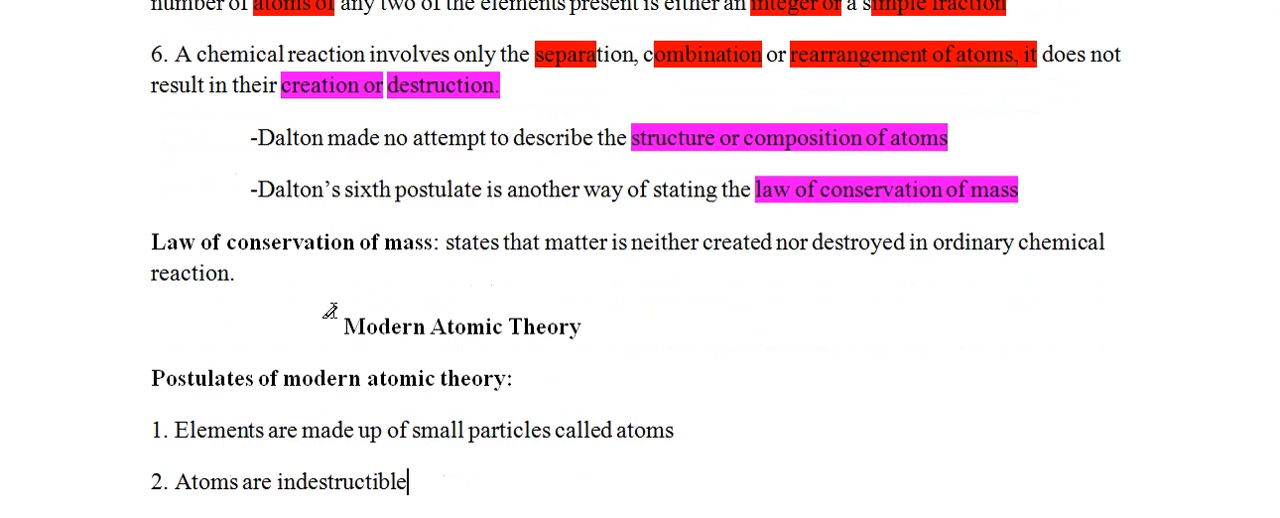 number of atoms of any two of the elements present is either an integer or a simple fraction
6. A chemical reaction involves only the separation, combination or rearrangement of atoms, it does not
result in their creation or destruction.
-Dalton made no attempt to describe the structure or composition of atoms
-Dalton’s sixth postulate is another way of stating the law of conservation of mass
Law of conservation of mass: states that matter is neither created nor destroyed in ordinary chemical
reaction.
Modern Atomic Theory
Postulates of modern atomic theory:
1. Elements are made up of small particles called atoms
2. Atoms are indestructible